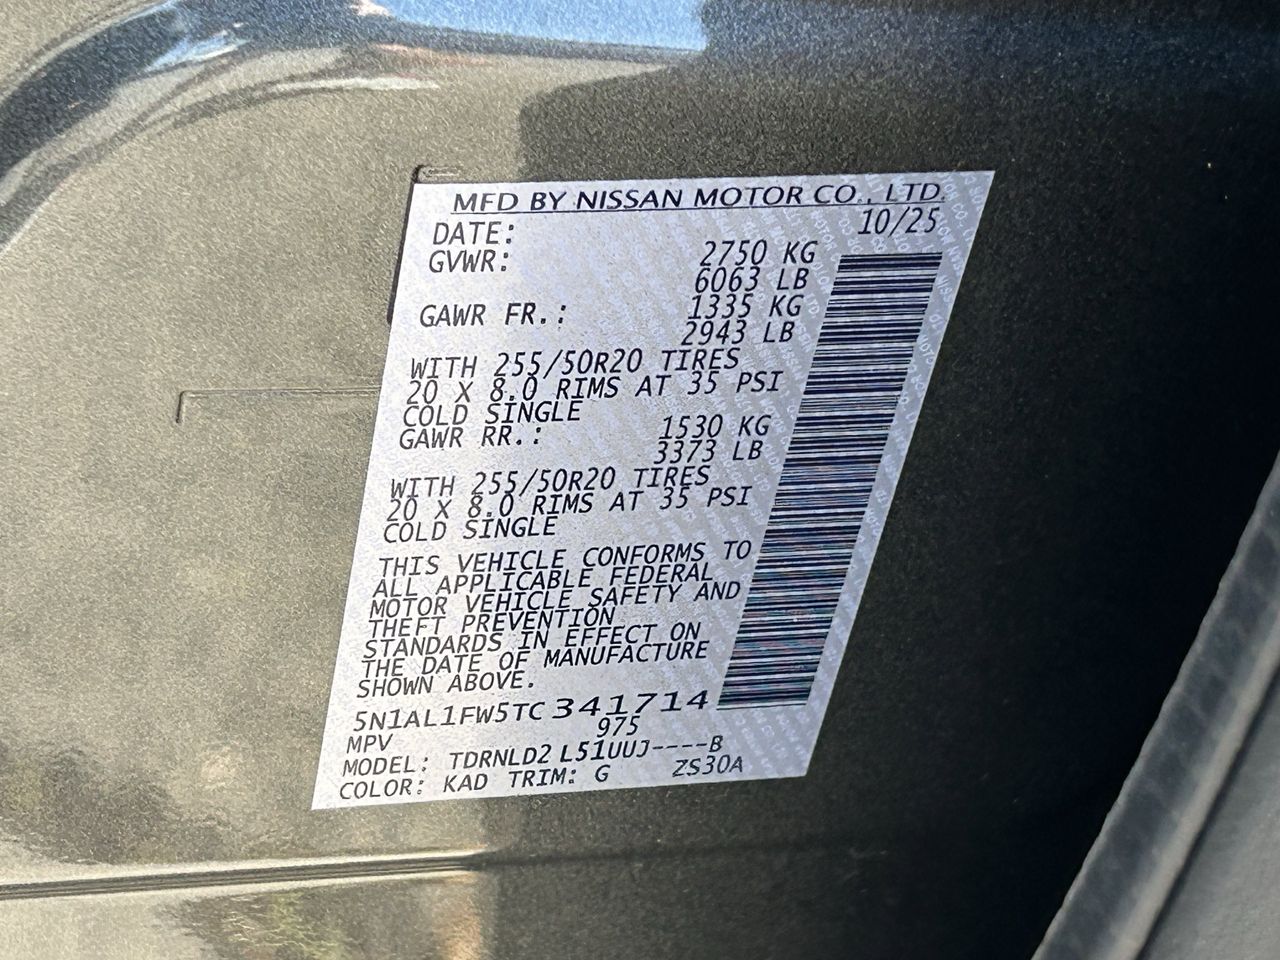 MFD BY NISSAN MOTOR CO., LTD.
DATE: 10/25
GVWR: 2750 KG
6063 LB
GAWR FR.: 1335 KG
2943 LB
WITH 255/50R20 TIRES
20 X 8.0 RIMS AT 35 PSI
COLD SINGLE
GAWR RR.: 1530 KG
3373 LB
WITH 255/50R20 TIRES
20 X 8.0 RIMS AT 35 PSI
COLD SINGLE
THIS VEHICLE CONFORMS TO
ALL APPLICABLE FEDERAL
MOTOR VEHICLE SAFETY AND
THEFT PREVENTION
STANDARDS IN EFFECT ON
THE DATE OF MANUFACTURE
SHOWN ABOVE.
5N1AL1FW5TC341714
MPV 975
MODEL: TDRNLD2 L51UUJ----B
COLOR: KAD TRIM: G ZS30A